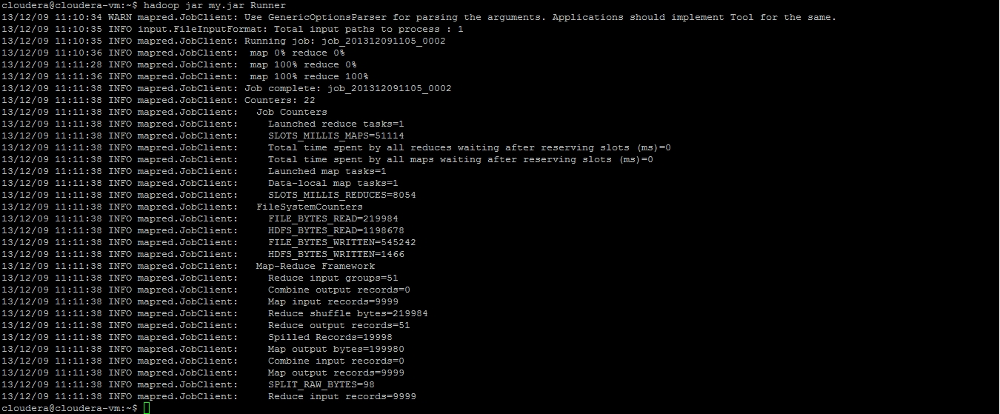 cloudera@cloudera-vm:~$ hadoop jar my.jar Runner
13/12/09 11:10:34 WARN mapred.JobClient: Use GenericOptionsParser for parsing the arguments. Applications should implement Tool for the same.
13/12/09 11:10:35 INFO input.FileInputFormat: Total input paths to process : 1
13/12/09 11:10:35 INFO mapred.JobClient: Running job: job_201312091105_0002
13/12/09 11:10:36 INFO mapred.JobClient:  map 0% reduce 0%
13/12/09 11:11:28 INFO mapred.JobClient:  map 100% reduce 0%
13/12/09 11:11:36 INFO mapred.JobClient:  map 100% reduce 100%
13/12/09 11:11:38 INFO mapred.JobClient: Job complete: job_201312091105_0002
13/12/09 11:11:38 INFO mapred.JobClient: Counters: 22
13/12/09 11:11:38 INFO mapred.JobClient:   Job Counters
13/12/09 11:11:38 INFO mapred.JobClient:     Launched reduce tasks=1
13/12/09 11:11:38 INFO mapred.JobClient:     SLOTS_MILLIS_MAPS=51114
13/12/09 11:11:38 INFO mapred.JobClient:     Total time spent by all reduces waiting after reserving slots (ms)=0
13/12/09 11:11:38 INFO mapred.JobClient:     Total time spent by all maps waiting after reserving slots (ms)=0
13/12/09 11:11:38 INFO mapred.JobClient:     Launched map tasks=1
13/12/09 11:11:38 INFO mapred.JobClient:     Data-local map tasks=1
13/12/09 11:11:38 INFO mapred.JobClient:     SLOTS_MILLIS_REDUCES=8054
13/12/09 11:11:38 INFO mapred.JobClient:   FileSystemCounters
13/12/09 11:11:38 INFO mapred.JobClient:     FILE_BYTES_READ=219984
13/12/09 11:11:38 INFO mapred.JobClient:     HDFS_BYTES_READ=1198678
13/12/09 11:11:38 INFO mapred.JobClient:     FILE_BYTES_WRITTEN=545242
13/12/09 11:11:38 INFO mapred.JobClient:     HDFS_BYTES_WRITTEN=1466
13/12/09 11:11:38 INFO mapred.JobClient:   Map-Reduce Framework
13/12/09 11:11:38 INFO mapred.JobClient:     Reduce input groups=51
13/12/09 11:11:38 INFO mapred.JobClient:     Combine output records=0
13/12/09 11:11:38 INFO mapred.JobClient:     Map input records=9999
13/12/09 11:11:38 INFO mapred.JobClient:     Reduce shuffle bytes=219984
13/12/09 11:11:38 INFO mapred.JobClient:     Reduce output records=51
13/12/09 11:11:38 INFO mapred.JobClient:     Spilled Records=19998
13/12/09 11:11:38 INFO mapred.JobClient:     Map output bytes=199980
13/12/09 11:11:38 INFO mapred.JobClient:     Combine input records=0
13/12/09 11:11:38 INFO mapred.JobClient:     Map output records=9999
13/12/09 11:11:38 INFO mapred.JobClient:     SPLIT_RAW_BYTES=98
13/12/09 11:11:38 INFO mapred.JobClient:     Reduce input records=9999
cloudera@cloudera-vm:~$